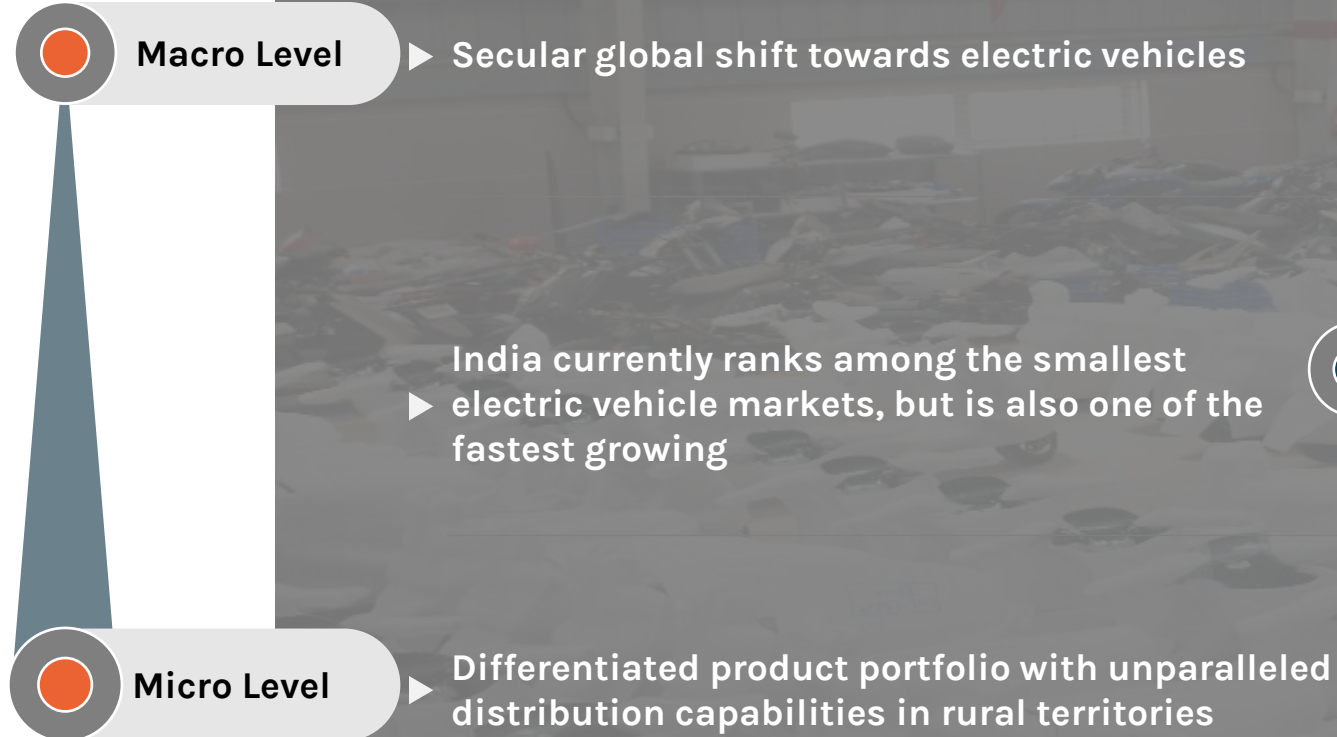 Macro Level
Secular global shift towards electric vehicles
India currently ranks among the smallest
electric vehicle markets, but is also one of the
fastest growing
Micro Level
Differentiated product portfolio with unparalleled
distribution capabilities in rural territories